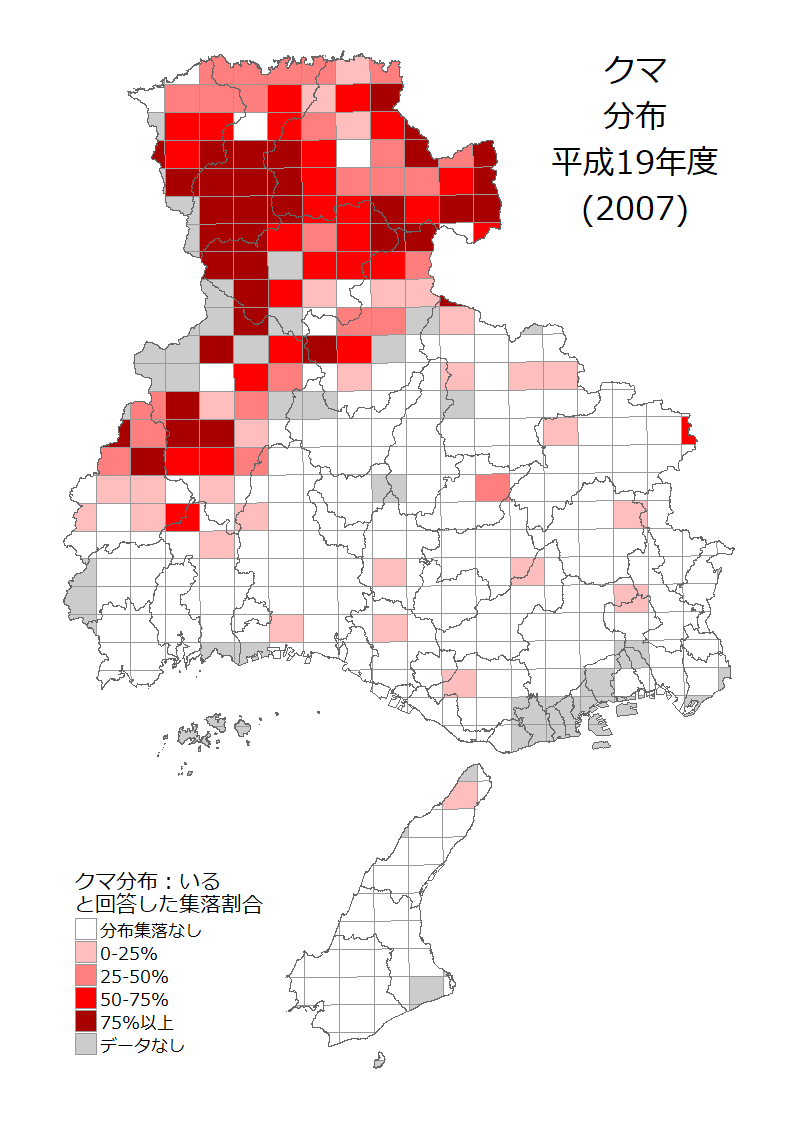 クマ
分布
平成19年度
(2007)
クマ分布：いる
と回答した集落割合
分布集落なし
0-25%
25-50%
50-75%
75%以上
データなし